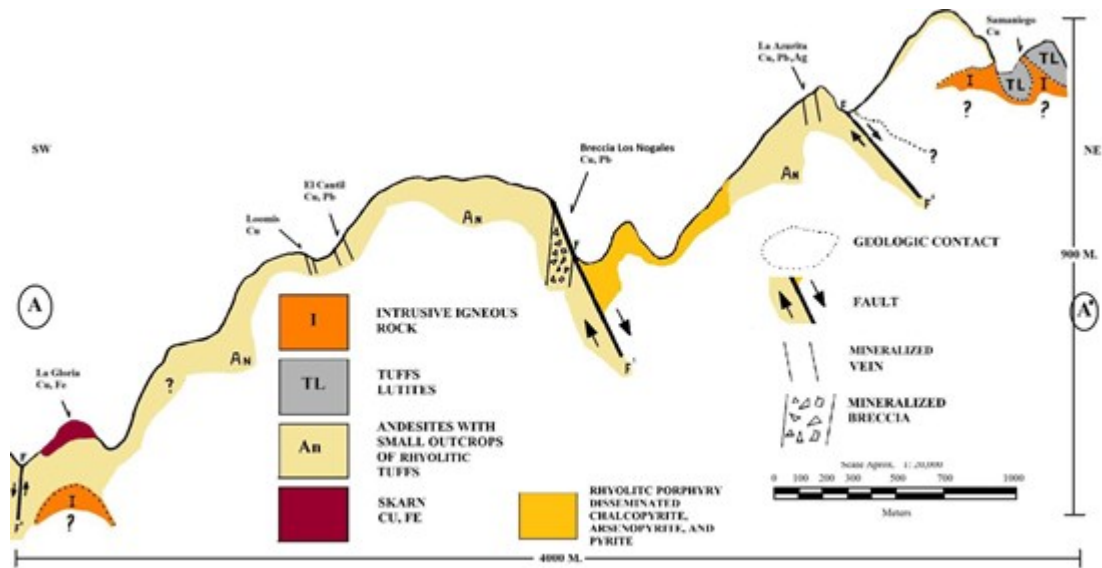 Samaniego
Cu
TL
I
TL
I
?
?
La Azurita
Cu, Pb,Ag
F
?
F'
SW
NE
Breccia Los Nogales
Cu, Pb
An
El Cantil
Cu, Pb
Loomis
Cu
An
F
F'
GEOLOGIC CONTACT
900 M.
A
A'
I
INTRUSIVE IGNEOUS
ROCK
FAULT
An
?
La Gloria
Cu, Fe
TL
TUFFS
LUTITES
MINERALIZED
VEIN
An
ANDESITES WITH
SMALL OUTCROPS
OF RHYOLITIC
TUFFS
MINERALIZED
BRECCIA
F
F'
I
?
SKARN
CU, FE
RHYOLITC PORPHYRY
DISSEMINATED
CHALCOPYRITE,
ARSENOPYRITE, AND
PYRITE
Scale Aprox, 1: 20,000
0 100 200 300 400 500 1000
Meters
4000 M.